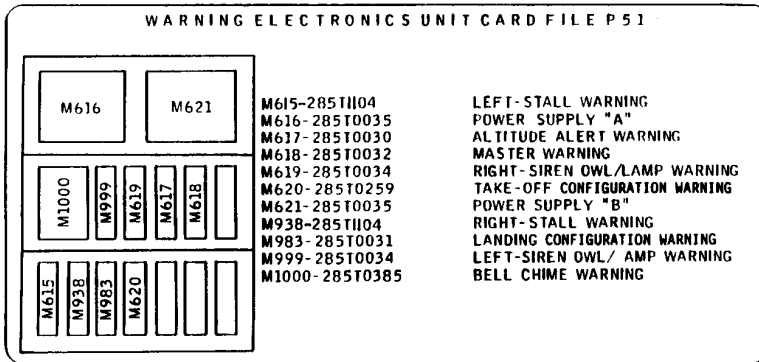 WARNING ELECTRONICS UNIT CARD FILE P51
M616
M621
M1000
M999
M619
M617
M618
M615
M938
M983
M620
M615-285T1104 LEFT-STALL WARNING
M616-285T0035 POWER SUPPLY "A"
M617-285T0030 ALTITUDE ALERT WARNING
M618-285T0032 MASTER WARNING
M619-285T0034 RIGHT-SIREN OWL/LAMP WARNING
M620-285T0259 TAKE-OFF CONFIGURATION WARNING
M621-285T0035 POWER SUPPLY "B"
M938-285T1104 RIGHT-STALL WARNING
M983-285T0031 LANDING CONFIGURATION WARNING
M999-285T0034 LEFT-SIREN OWL/ AMP WARNING
M1000-285T0385 BELL CHIME WARNING